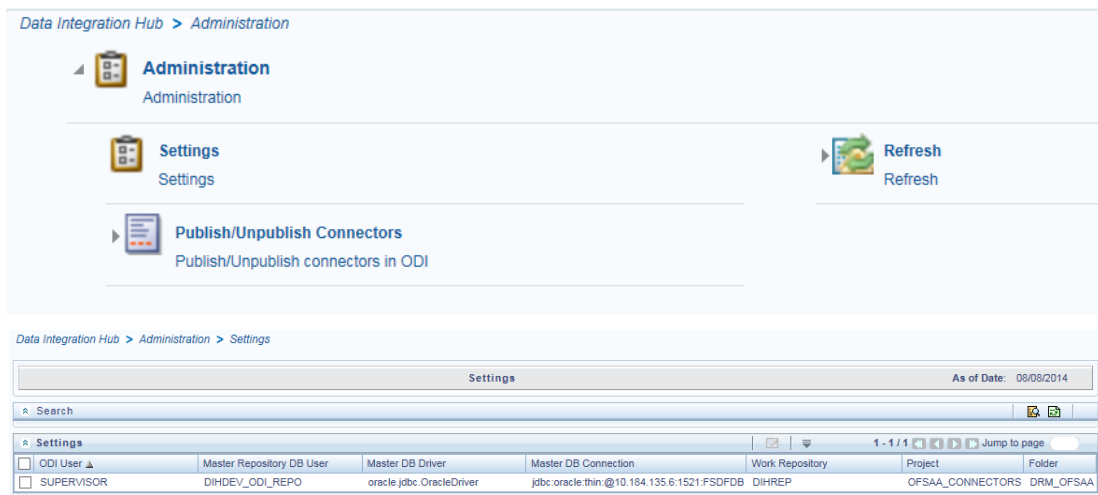 Data Integration Hub > Administration
Administration
Administration
Settings
Settings
Refresh
Refresh
Publish/Unpublish Connectors
Publish/Unpublish connectors in ODI
Data Integration Hub > Administration > Settings
Settings As of Date: 08/08/2014
Search
Settings 1 - 1 / 1 Jump to page
ODI User Master Repository DB User Master DB Driver Master DB Connection Work Repository Project Folder
SUPERVISOR DIHDEV_ODI_REPO oracle.jdbc.OracleDriver jdbc:oracle:thin:@10.184.135.6:1521:FSDFDB DIHREP OFSAA_CONNECTORS DRM_OFSAA